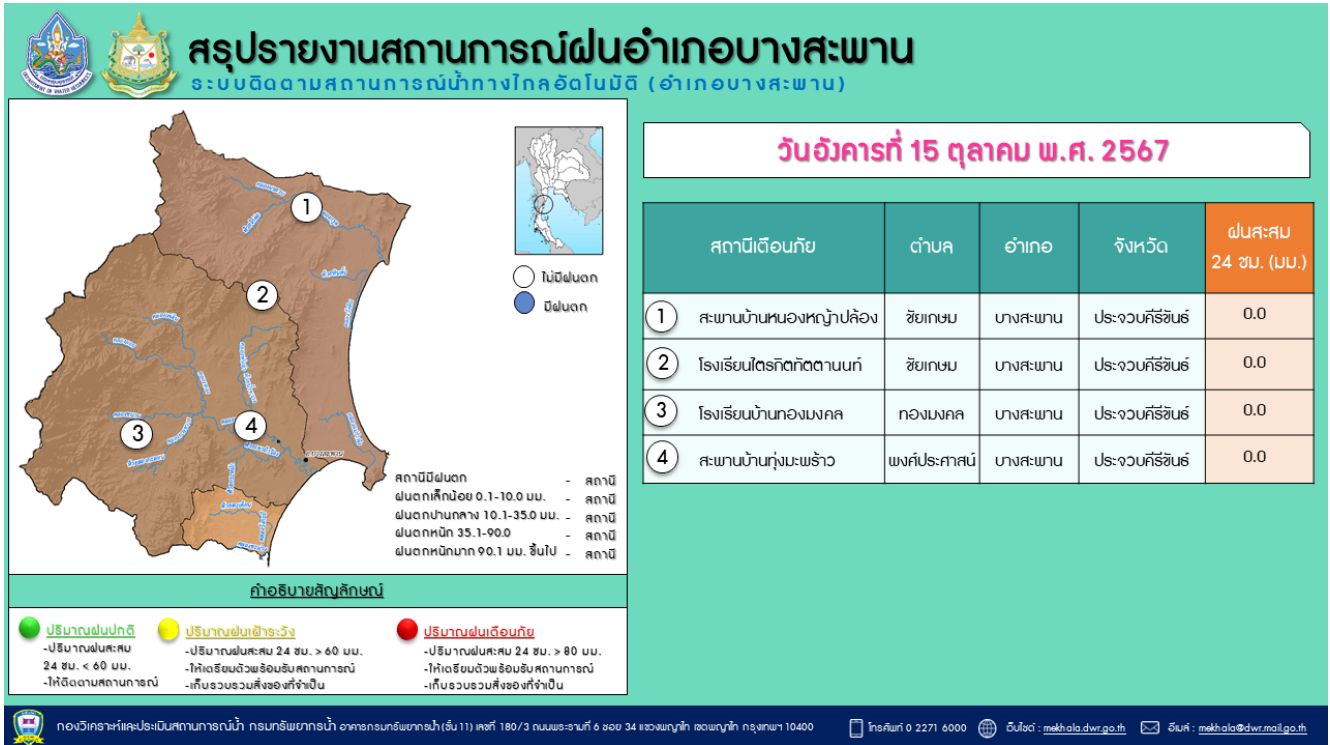 สรุปรายงานสถานการณ์ฝนอำเภอบางสะพาน
ระบบติดตามสถานการณ์น้ำทางไกลอัตโนมัติ (อำเภอบางสะพาน)
วันอังคารที่ 15 ตุลาคม พ.ศ. 2567
1
2
3
4
ไม่มีฝนตก
มีฝนตก
สถานีมีฝนตก - สถานี
ฝนตกเล็กน้อย 0.1-10.0 มม. - สถานี
ฝนตกปานกลาง 10.1-35.0 มม. - สถานี
ฝนตกหนัก 35.1-90.0 - สถานี
ฝนตกหนักมาก 90.1 มม. ขึ้นไป - สถานี
สถานีเตือนภัย ตำบล อำเภอ จังหวัด ฝนสะสม
24 ชม. (มม.)
1 สะพานบ้านหนองหญ้าปล้อง ชัยเกษม บางสะพาน ประจวบคีรีขันธ์ 0.0
2 โรงเรียนไตรกิตทัตตานนท์ ชัยเกษม บางสะพาน ประจวบคีรีขันธ์ 0.0
3 โรงเรียนบ้านทองมงคล ทองมงคล บางสะพาน ประจวบคีรีขันธ์ 0.0
4 สะพานบ้านทุ่งมะพร้าว พงศ์ประศาสน์ บางสะพาน ประจวบคีรีขันธ์ 0.0
คำอธิบายสัญลักษณ์
ปริมาณฝนปกติ
-ปริมาณฝนสะสม
24 ชม. < 60 มม.
-ให้ติดตามสถานการณ์
ปริมาณฝนเฝ้าระวัง
-ปริมาณฝนสะสม 24 ชม. > 60 มม.
-ให้เตรียมตัวพร้อมรับสถานการณ์
-เก็บรวบรวมสิ่งของที่จำเป็น
ปริมาณฝนเตือนภัย
-ปริมาณฝนสะสม 24 ชม. > 80 มม.
-ให้เตรียมตัวพร้อมรับสถานการณ์
-เก็บรวบรวมสิ่งของที่จำเป็น
กองวิเคราะห์และประเมินสถานการณ์น้ำ กรมทรัพยากรน้ำ อาคารกรมทรัพยากรน้ำ (ชั้น 11) เลขที่ 180/3 ถนนพระรามที่ 6 ซอย 34 แขวงพญาไท เขตพญาไท กรุงเทพฯ 10400 โทรศัพท์ 0 2271 6000 เว็บไซต์ : mekhala.dwr.go.th อีเมล์ : mekhala@dwr.mail.go.th